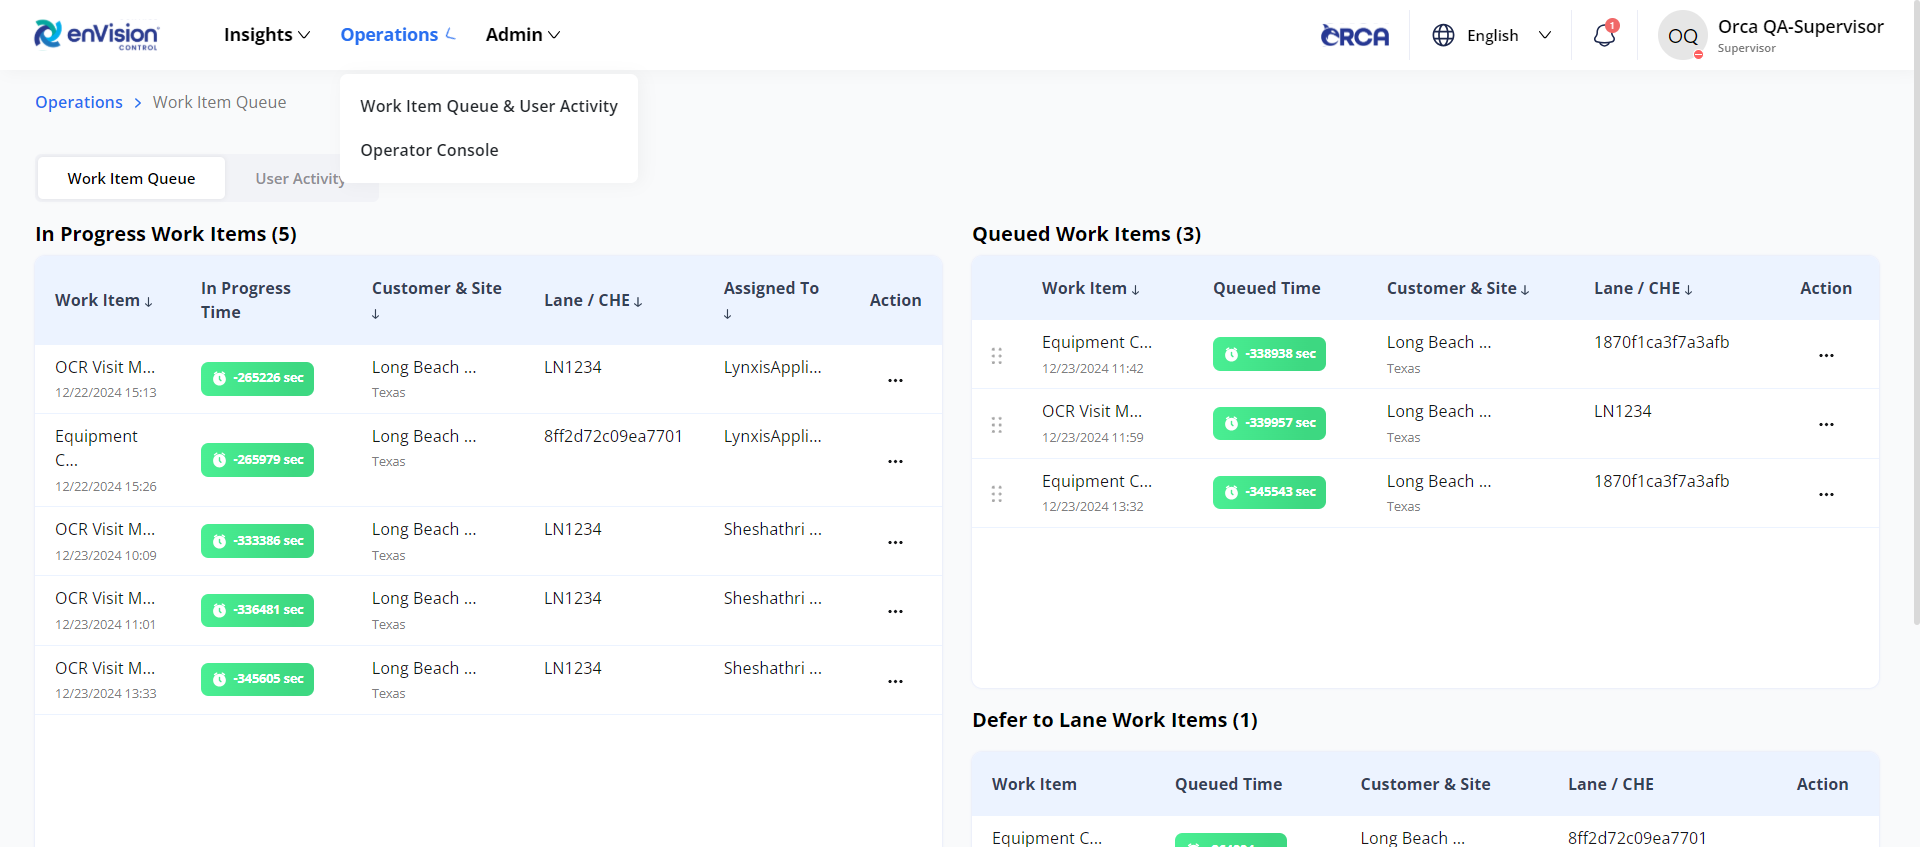 enVision
CONTROL
Insights
Operations
Admin
ORCA
English
1
OQ
Orca QA-Supervisor
Supervisor
Work Item Queue & User Activity
Operator Console
Operations > Work Item Queue
Work Item Queue
User Activity
In Progress Work Items (5)
Work Item ↓
In Progress
Time
Customer & Site
↓
Lane / CHE ↓
Assigned To
↓
Action
OCR Visit M...
12/22/2024 15:13
-265226 sec
Long Beach ...
Texas
LN1234
LynxisAppli...
...
Equipment
C...
12/22/2024 15:26
-265979 sec
Long Beach ...
Texas
8ff2d72c09ea7701
LynxisAppli...
...
OCR Visit M...
12/23/2024 10:09
-333386 sec
Long Beach ...
Texas
LN1234
Sheshathri ...
...
OCR Visit M...
12/23/2024 11:01
-336481 sec
Long Beach ...
Texas
LN1234
Sheshathri ...
...
OCR Visit M...
12/23/2024 13:33
-345605 sec
Long Beach ...
Texas
LN1234
Sheshathri ...
...
Queued Work Items (3)
Work Item ↓
Queued Time
Customer & Site ↓
Lane / CHE ↓
Action
Equipment C...
12/23/2024 11:42
-338938 sec
Long Beach ...
Texas
1870f1ca3f7a3afb
...
OCR Visit M...
12/23/2024 11:59
-339957 sec
Long Beach ...
Texas
LN1234
...
Equipment C...
12/23/2024 13:32
-345543 sec
Long Beach ...
Texas
1870f1ca3f7a3afb
...
Defer to Lane Work Items (1)
Work Item
Queued Time
Customer & Site
Lane / CHE
Action
Equipment C...
Long Beach ...
8ff2d72c09ea7701